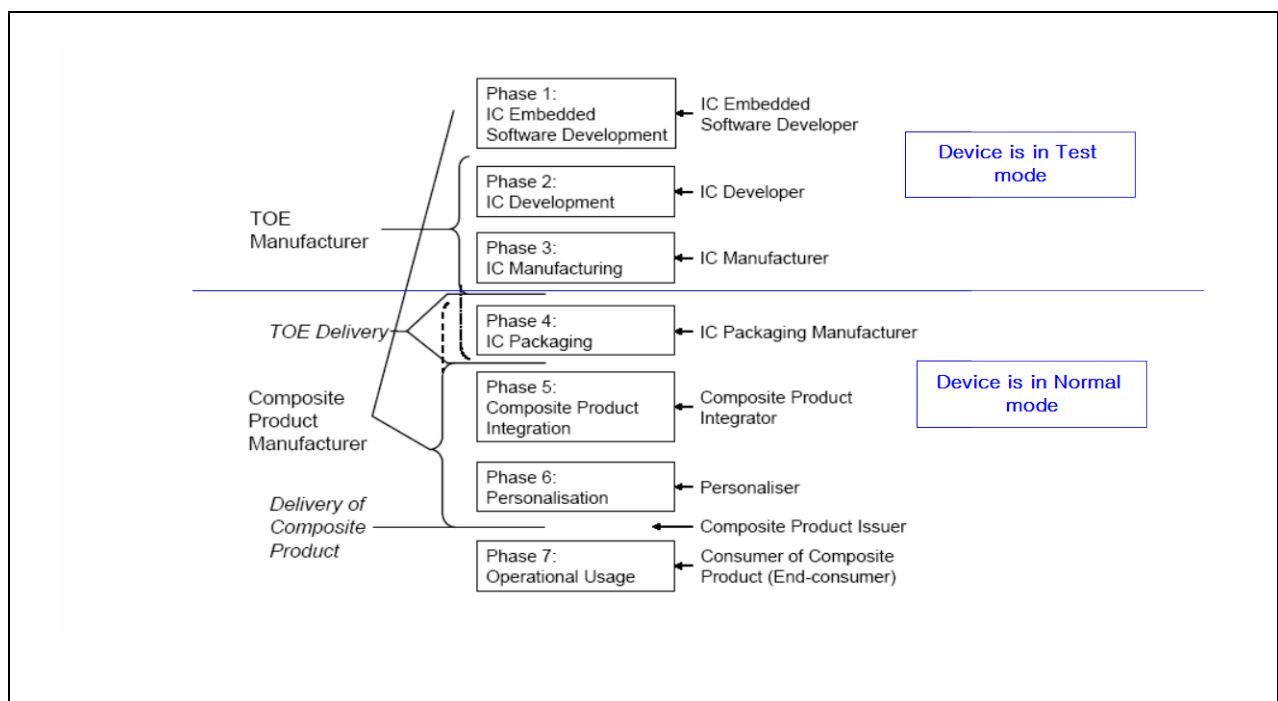 Phase 1:
IC Embedded
Software Development
IC Embedded
Software Developer
Device is in Test
mode
Phase 2:
IC Development
IC Developer
TOE
Manufacturer
Phase 3:
IC Manufacturing
IC Manufacturer
TOE Delivery
Phase 4:
IC Packaging
IC Packaging Manufacturer
Device is in Normal
mode
Composite
Product
Manufacturer
Phase 5:
Composite Product
Integration
Composite Product
Integrator
Phase 6:
Personalisation
Personaliser
Delivery of
Composite
Product
Composite Product Issuer
Phase 7:
Operational Usage
Consumer of Composite
Product (End-consumer)